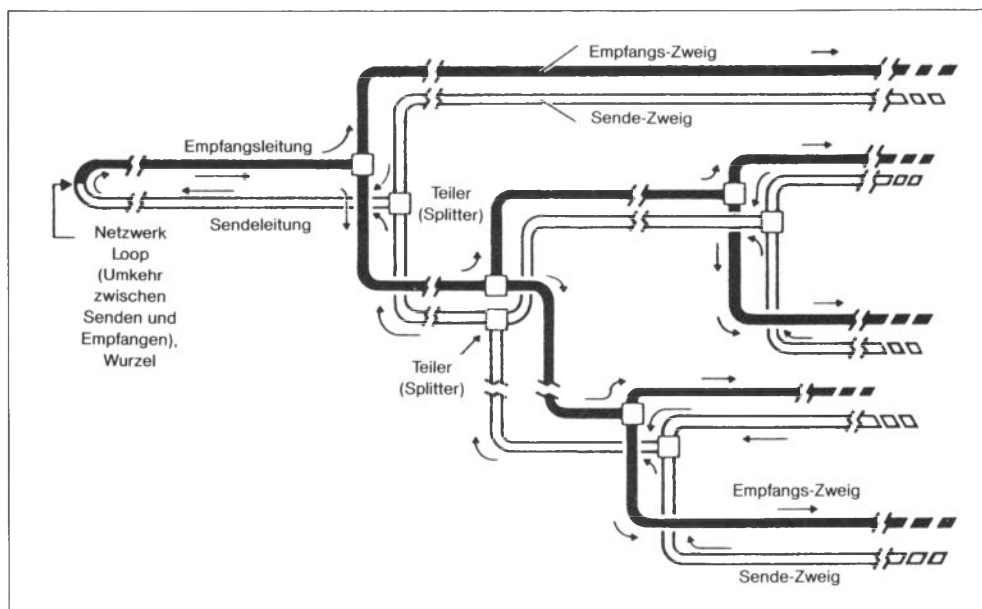 Empfangs-Zweig
Sende-Zweig
Empfangsleitung
Sendeleitung
Teiler
(Splitter)
Netzwerk
Loop
(Umkehr
zwischen
Senden und
Empfangen),
Wurzel
Teiler
(Splitter)
Empfangs-Zweig
Sende-Zweig